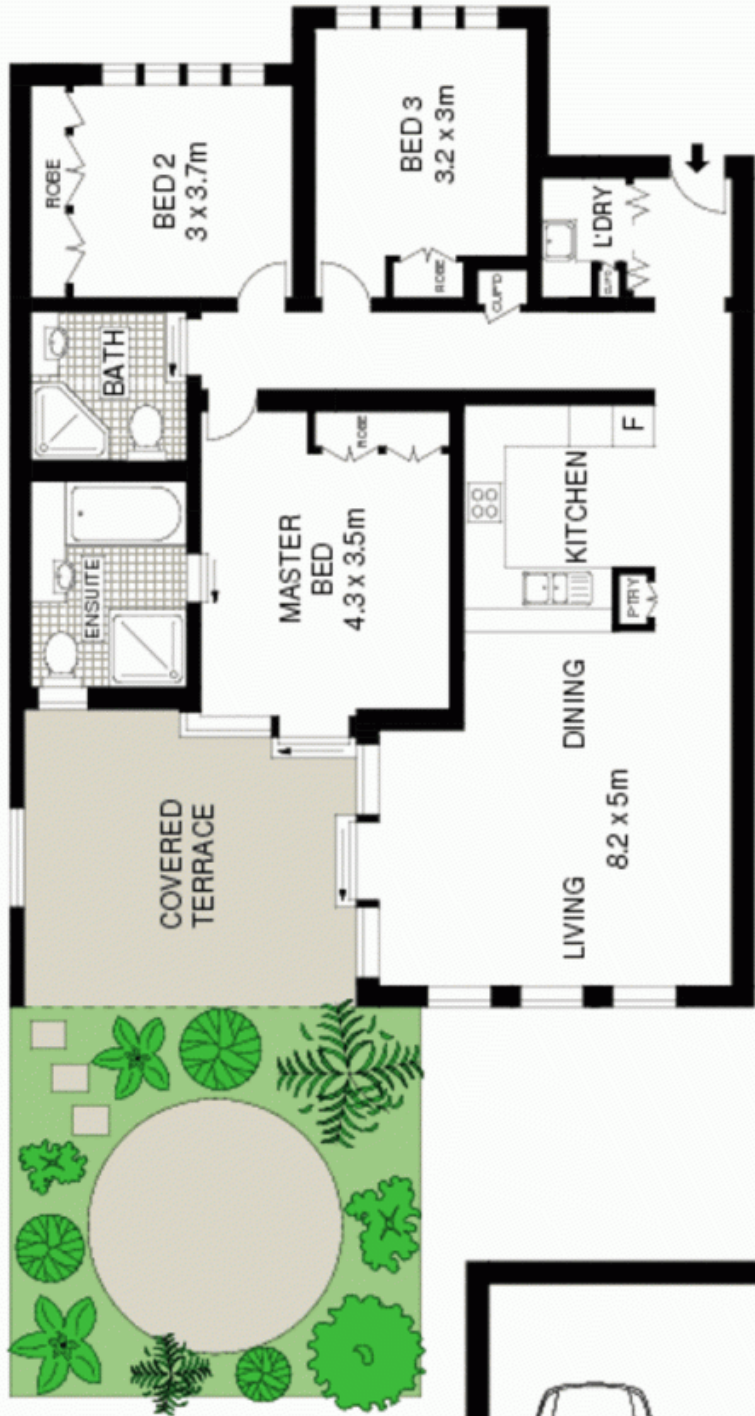 ROBE
BED 2
3 x 3.7m
BED 3
3.2 x 3m
ROBE
CUP'D
L'DRY
CUP'D
BATH
ROBE
F
KITCHEN
PTRY
MASTER
BED
4.3 x 3.5m
ENSUITE
COVERED
TERRACE
DINING
LIVING
8.2 x 5m